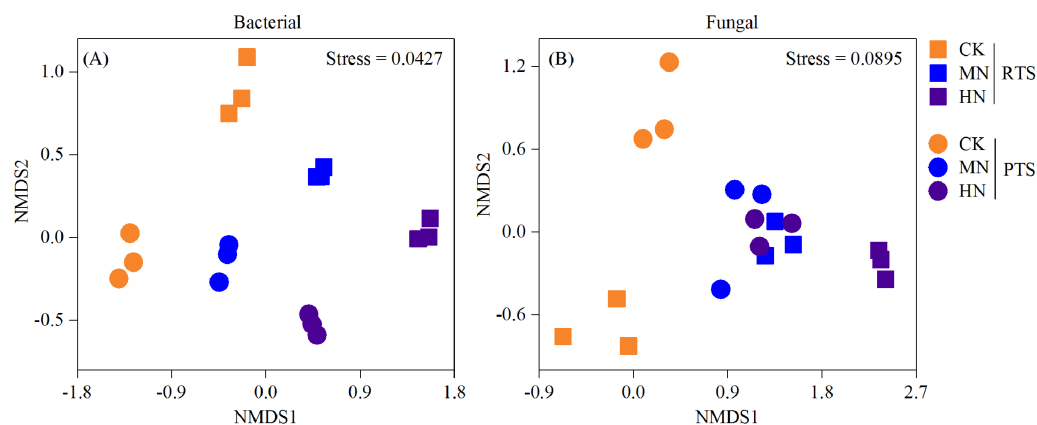 Bacterial
Fungal
(A)
Stress = 0.0427
1.0
0.5
0.0
-0.5
NMDS2
-1.8
-0.9
0.0
0.9
1.8
NMDS1
(B)
Stress = 0.0895
1.2
0.6
0.0
-0.6
NMDS2
-0.9
0.0
0.9
1.8
2.7
NMDS1
CK
MN
HN
RTS
CK
MN
HN
PTS